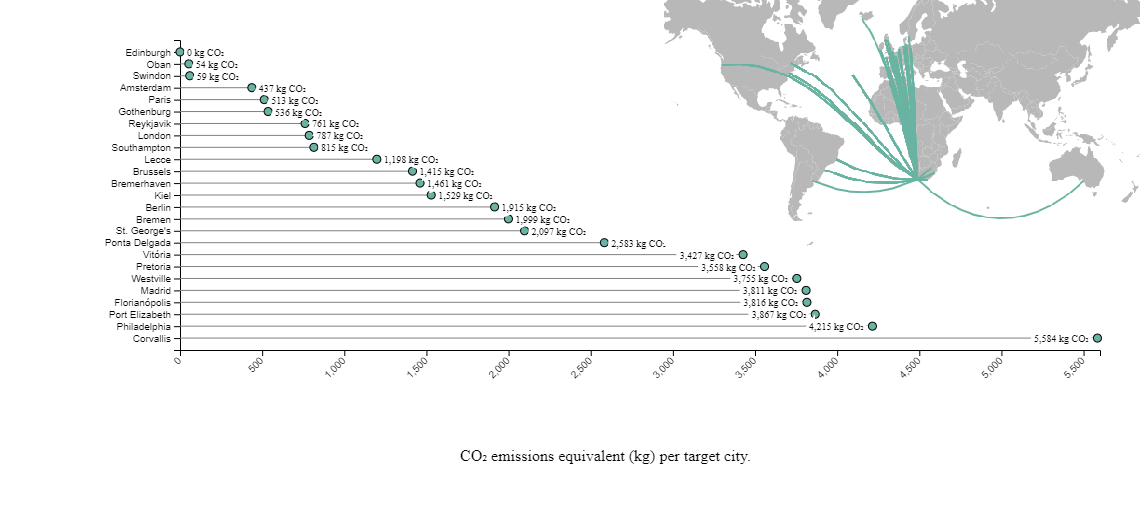 Edinburgh 0 kg CO₂
Oban 54 kg CO₂
Swindon 59 kg CO₂
Amsterdam 437 kg CO₂
Paris 513 kg CO₂
Gothenburg 536 kg CO₂
Reykjavik 761 kg CO₂
London 787 kg CO₂
Southampton 815 kg CO₂
Lecce 1,198 kg CO₂
Brussels 1,415 kg CO₂
Bremerhaven 1,461 kg CO₂
Kiel 1,529 kg CO₂
Berlin 1,915 kg CO₂
Bremen 1,999 kg CO₂
St. George's 2,097 kg CO₂
Ponta Delgada 2,583 kg CO₂
Vitória 3,427 kg CO₂
Pretoria 3,558 kg CO₂
Westville 3,755 kg CO₂
Madrid 3,811 kg CO₂
Florianópolis 3,816 kg CO₂
Port Elizabeth 3,867 kg CO₂
Philadelphia 4,215 kg CO₂
Corvallis 5,584 kg CO₂
0 500 1,000 1,500 2,000 2,500 3,000 3,500 4,000 4,500 5,000 5,500
CO₂ emissions equivalent (kg) per target city.